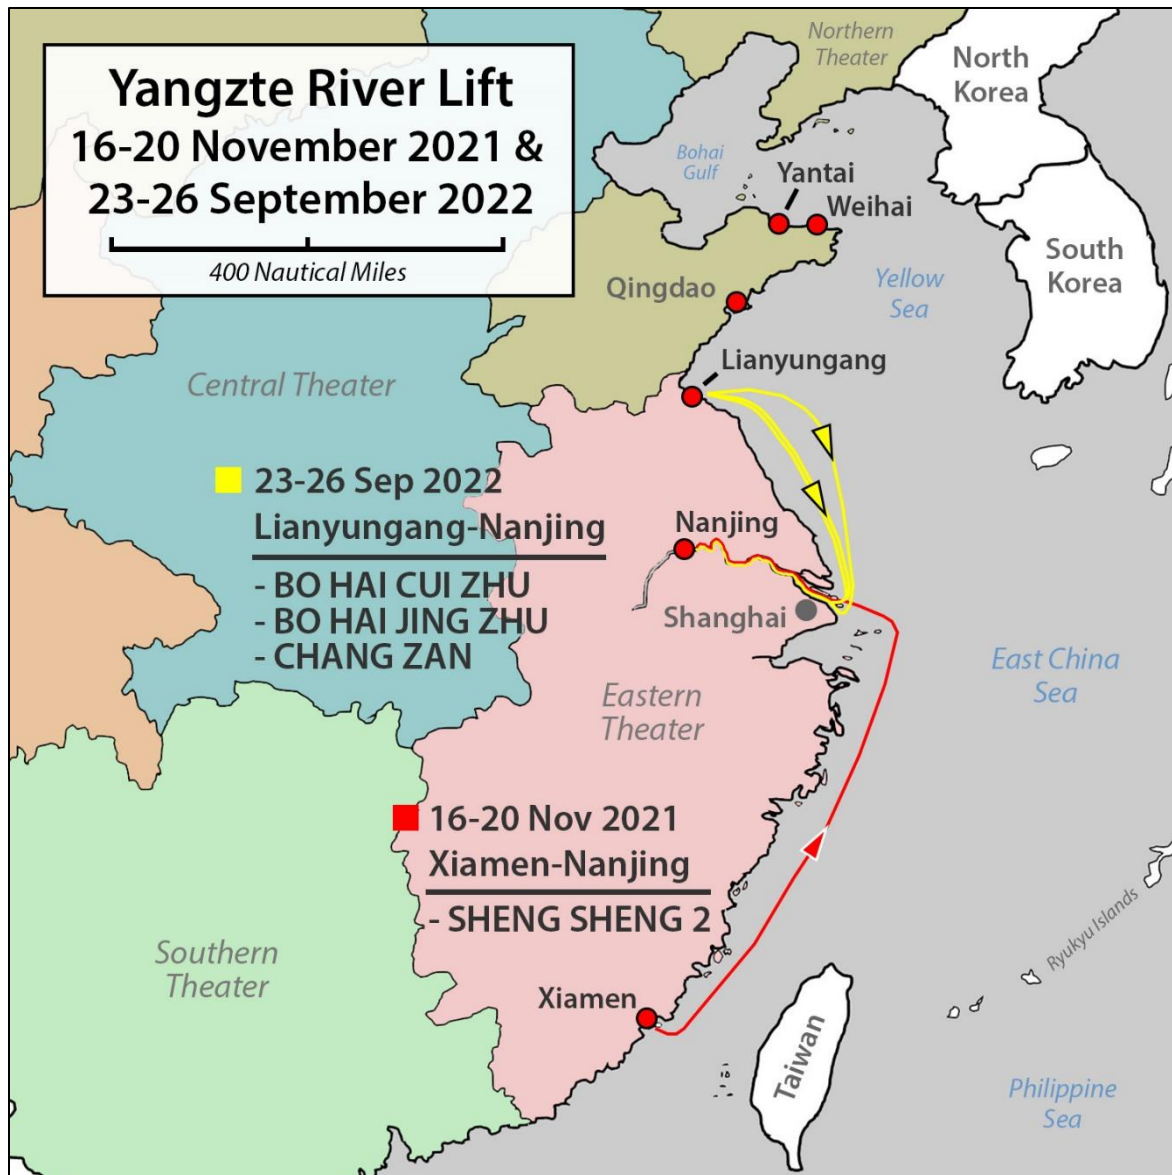 Yangzte River Lift
16-20 November 2021 &
23-26 September 2022
400 Nautical Miles
Northern
Theater
North
Korea
Bohai
Gulf
Yantai
Weihai
South
Korea
Qingdao
Yellow
Sea
Lianyungang
Central Theater
23-26 Sep 2022
Lianyungang-Nanjing
- BO HAI CUI ZHU
- BO HAI JING ZHU
- CHANG ZAN
Nanjing
Shanghai
East China
Sea
Eastern
Theater
16-20 Nov 2021
Xiamen-Nanjing
- SHENG SHENG 2
Southern
Theater
Ryukyu Islands
Xiamen
Taiwan
Philippine
Sea